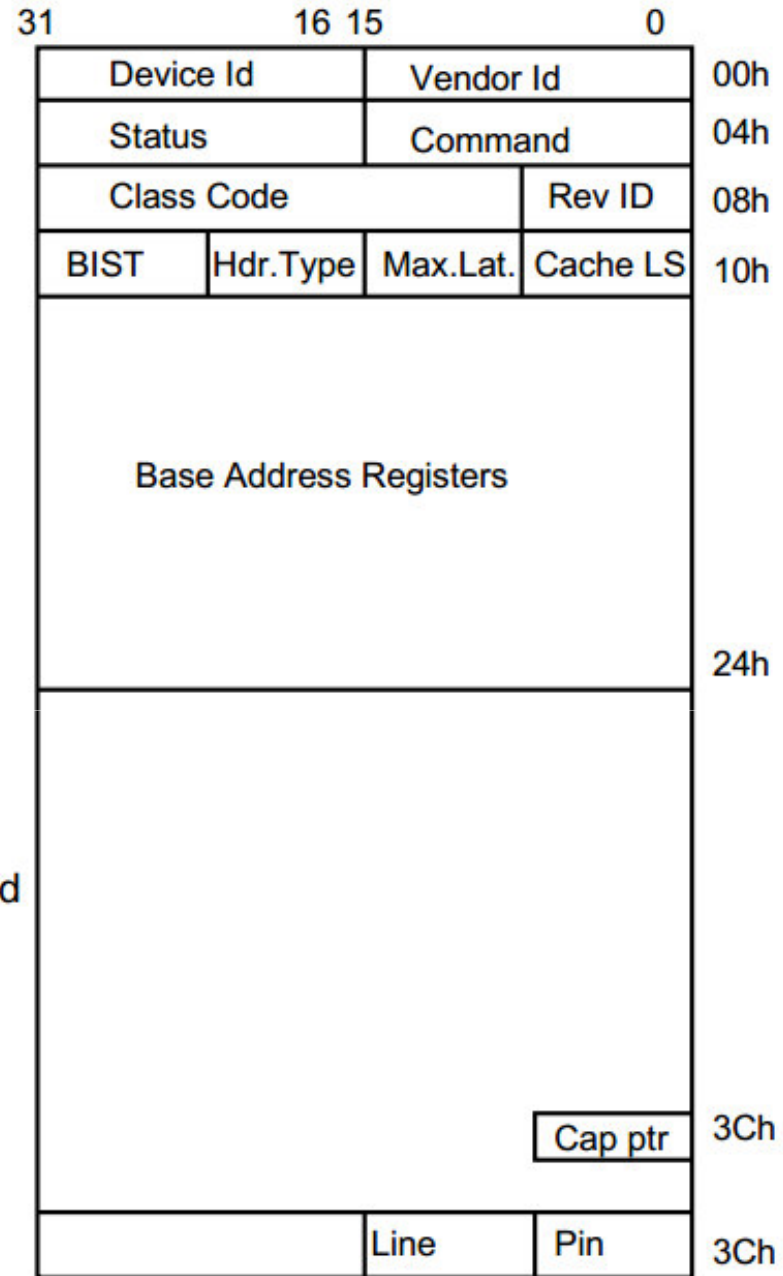 31 16 15 0
Device Id Vendor Id 00h
Status Command 04h
Class Code Rev ID 08h
BIST Hdr.Type Max.Lat. Cache LS 10h
Base Address Registers
24h
d
Cap ptr 3Ch
Line Pin 3Ch